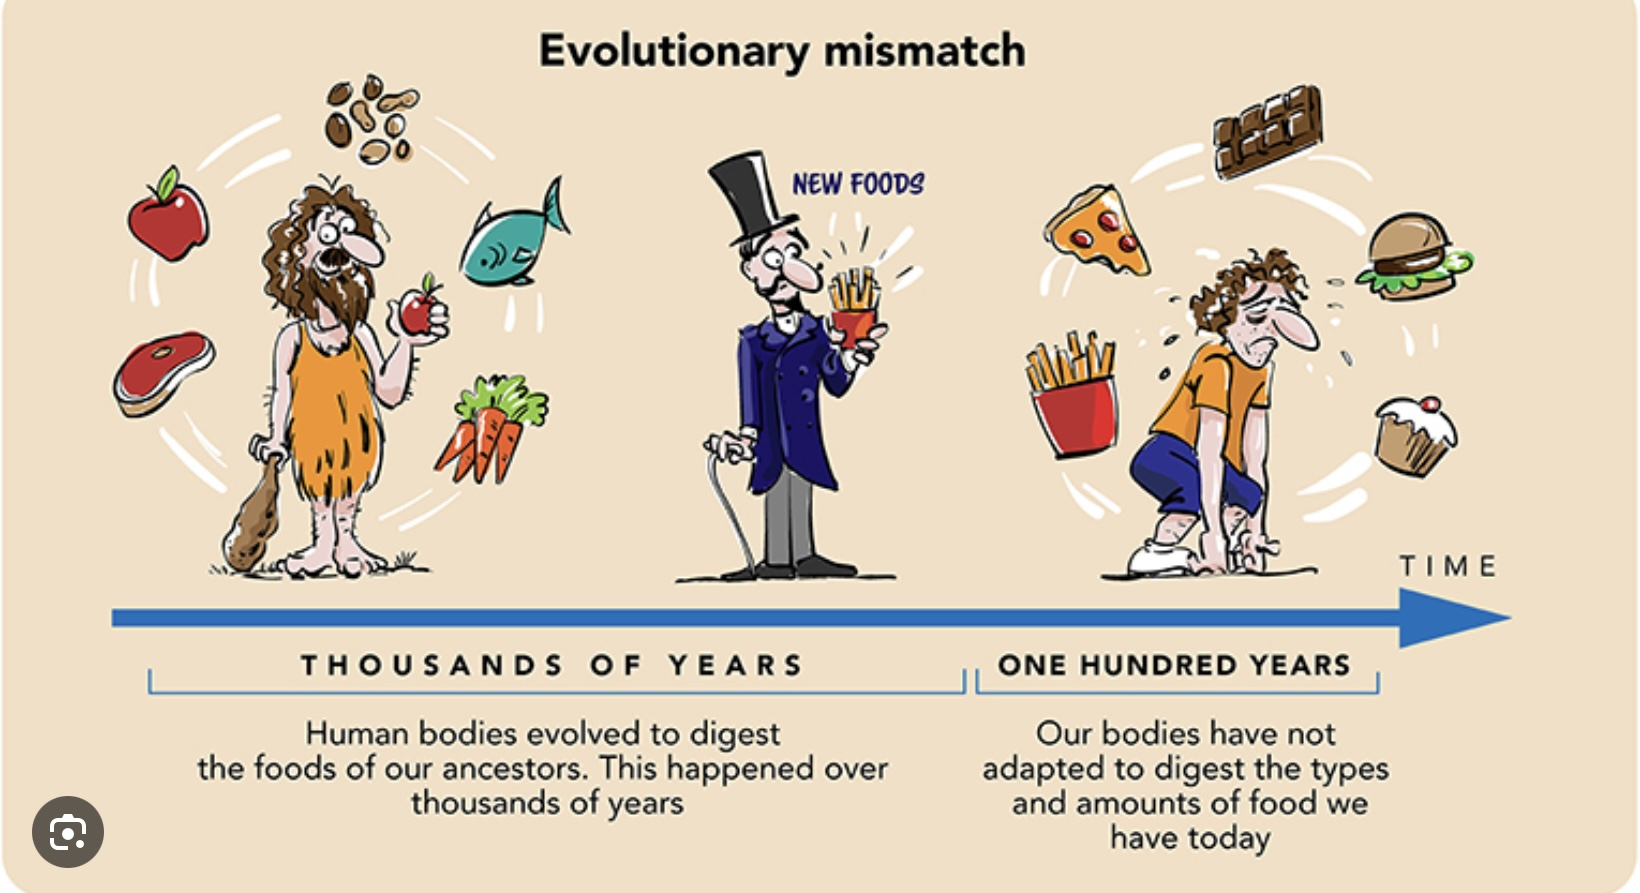 Evolutionary mismatch
NEW FOODS
TIME
THOUSANDS OF YEARS
ONE HUNDRED YEARS
Human bodies evolved to digest
the foods of our ancestors. This happened over
thousands of years
Our bodies have not
adapted to digest the types
and amounts of food we
have today